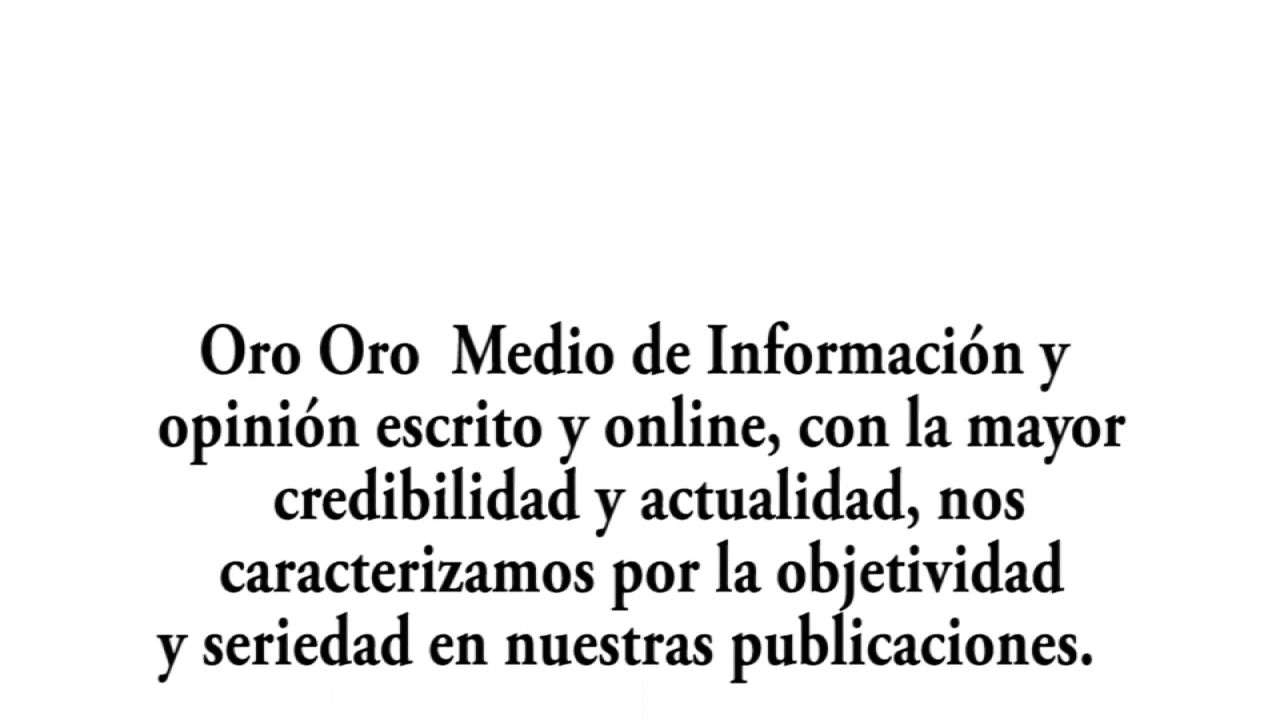 Oro Oro Medio de Información y
opinión escrito y online, con la mayor
credibilidad y actualidad, nos
caracterizamos por la objetividad
y seriedad en nuestras publicaciones.